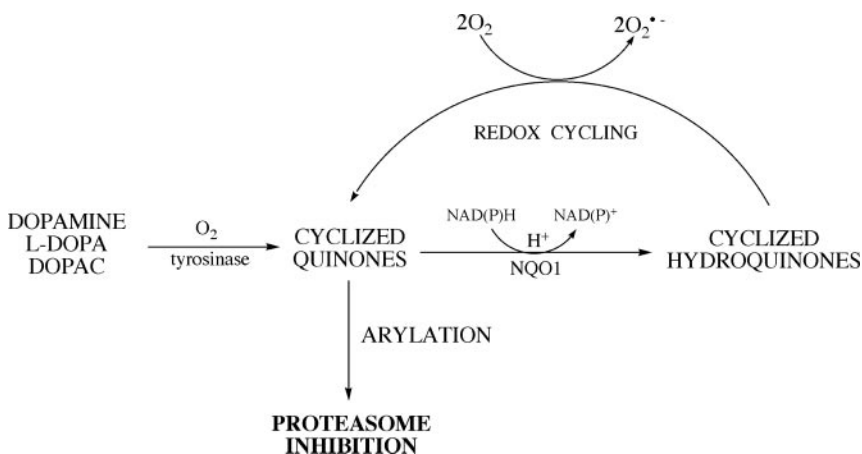 2O₂ 2O₂•-
REDOX CYCLING
DOPAMINE
L-DOPA
DOPAC
O₂
tyrosinase
CYCLIZED
QUINONES
NAD(P)H NAD(P)⁺
H⁺
NQO1
CYCLIZED
HYDROQUINONES
ARYLATION
PROTEASOME
INHIBITION